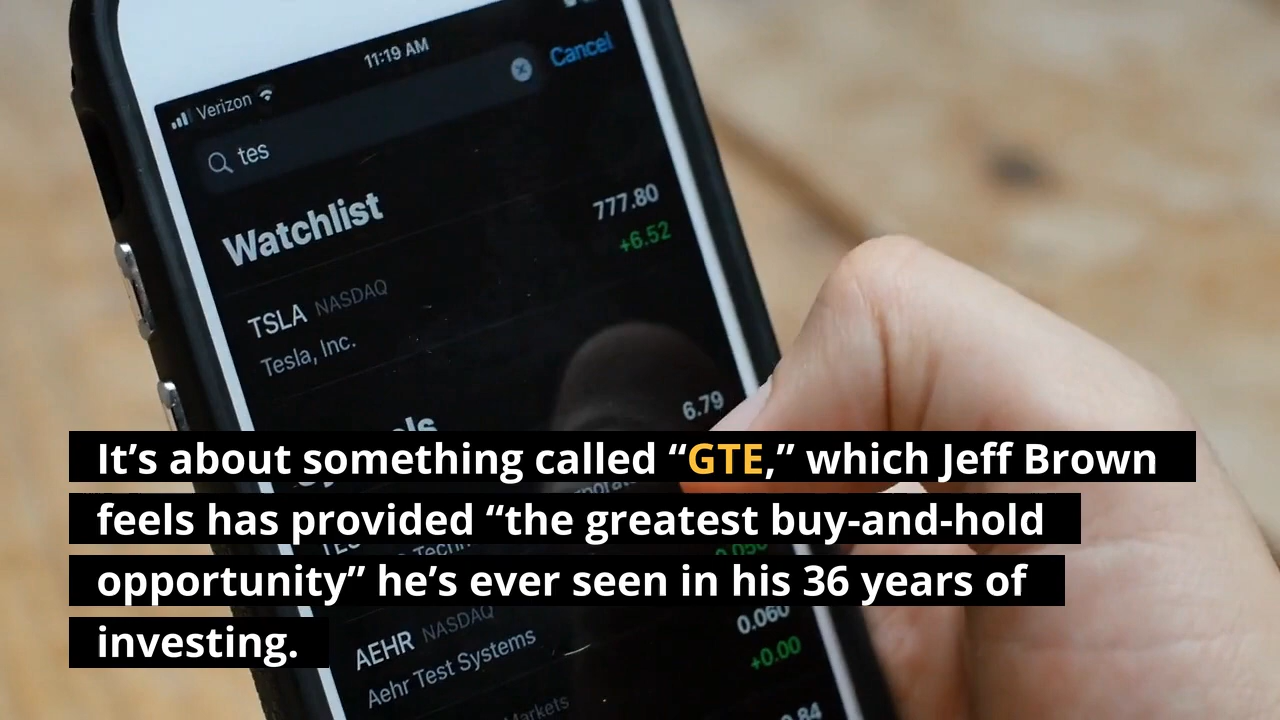 11:19 AM
Verizon
Cancel
tes
Watchlist
777.80
+6.52
TSLA NASDAQ
Tesla, Inc.
6.79
It’s about something called “GTE,” which Jeff Brown
feels has provided “the greatest buy-and-hold
opportunity” he’s ever seen in his 36 years of
investing.
0.060
+0.00
AEHR NASDAQ
Aehr Test Systems
Markets